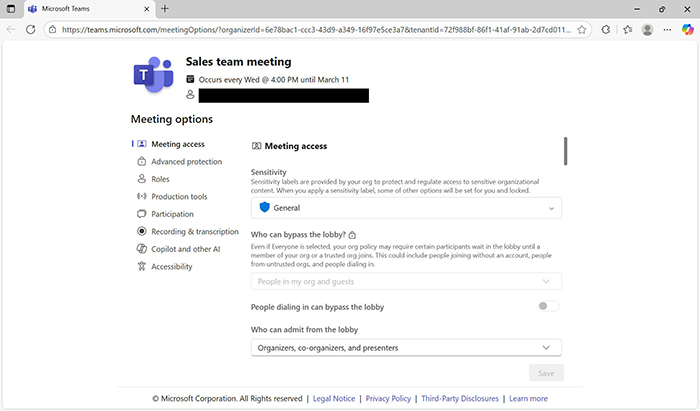 Microsoft Teams
https://teams.microsoft.com/meetingOptions/?organizerId=6e78bac1-ccc3-43d9-a349-16f97e5ce3a7&tenantId=72f988bf-86f1-41af-91ab-2d7cd011...
Sales team meeting
Occurs every Wed @ 4:00 PM until March 11
Meeting options
Meeting access
Advanced protection
Roles
Production tools
Participation
Recording & transcription
Copilot and other AI
Accessibility
Meeting access
Sensitivity
Sensitivity labels are provided by your org to protect and regulate access to sensitive organizational
content. When you apply a sensitivity label, some of other options will be set for you and locked.
General
Who can bypass the lobby?
Even if Everyone is selected, your org policy may require certain participants wait in the lobby until a
member of your org or a trusted org joins. This could include people joining without an account, people
from untrusted orgs, and people dialing in.
People in my org and guests
People dialing in can bypass the lobby
Who can admit from the lobby
Organizers, co-organizers, and presenters
Save
© Microsoft Corporation. All Rights reserved | Legal Notice | Privacy Policy | Third-Party Disclosures | Learn more